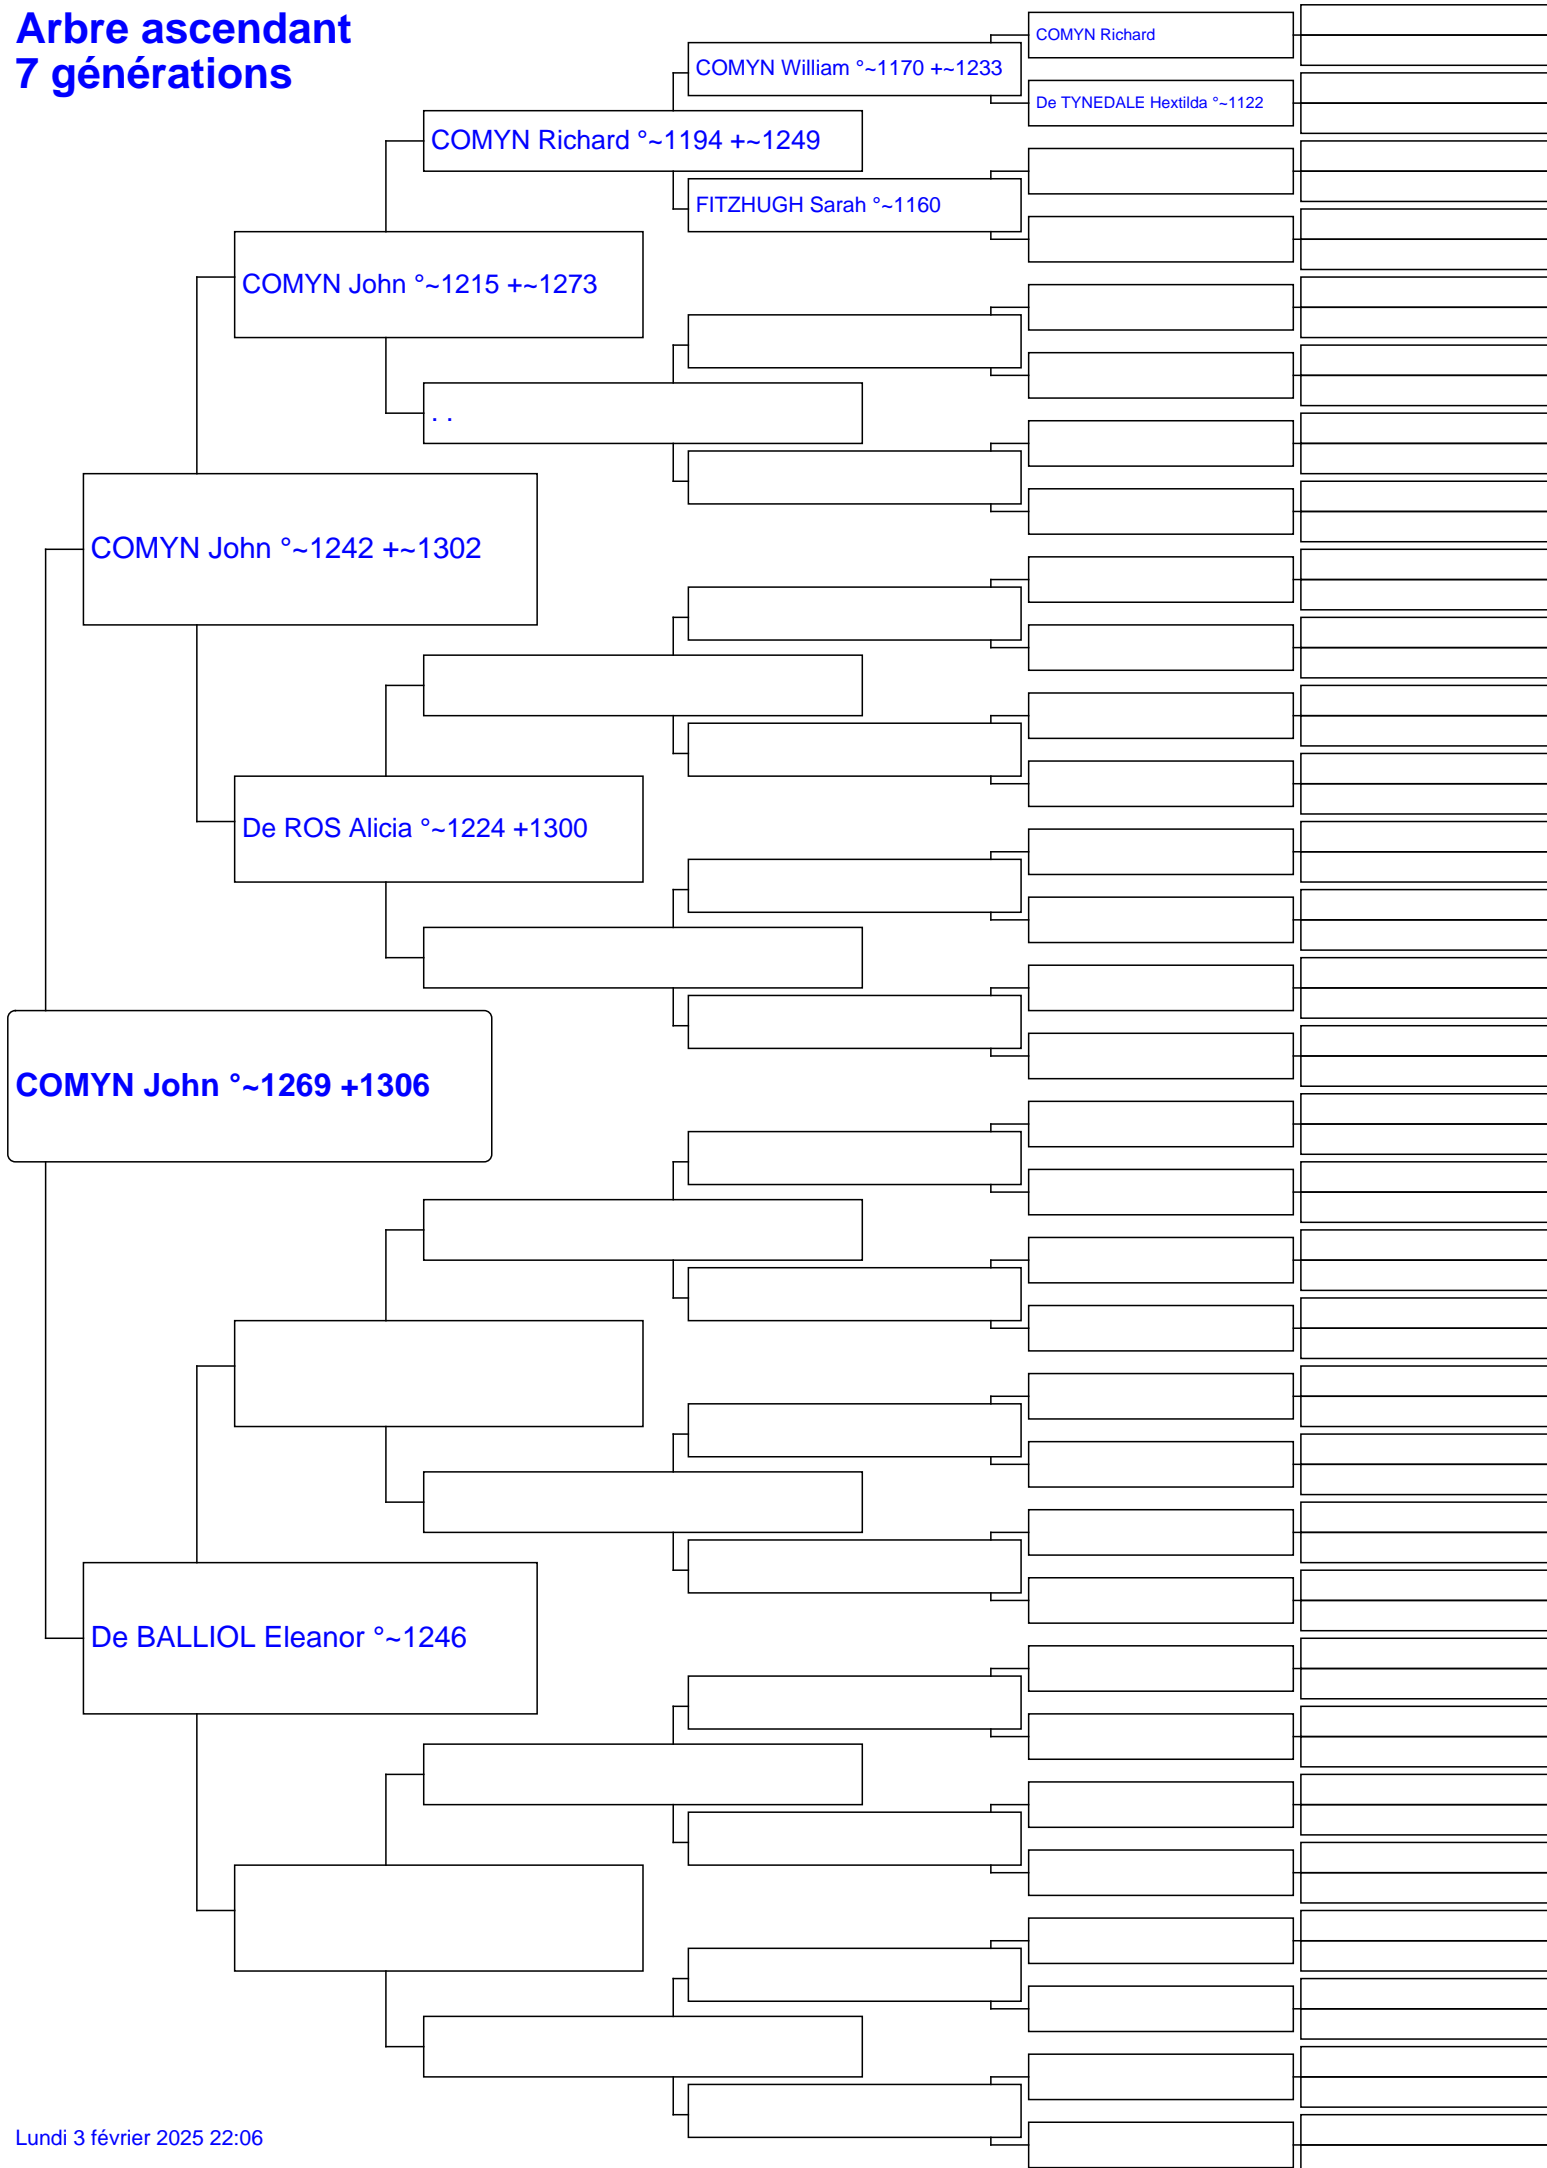 Arbre ascendant
7 générations
COMYN Richard
COMYN William °~1170 +~1233
De TYNEDALE Hextilda °~1122
COMYN Richard °~1194 +~1249
FITZHUGH Sarah °~1160
COMYN John °~1215 +~1273
. .
COMYN John °~1242 +~1302
De ROS Alicia °~1224 +1300
COMYN John °~1269 +1306
De BALLIOL Eleanor °~1246
Lundi 3 février 2025 22:06